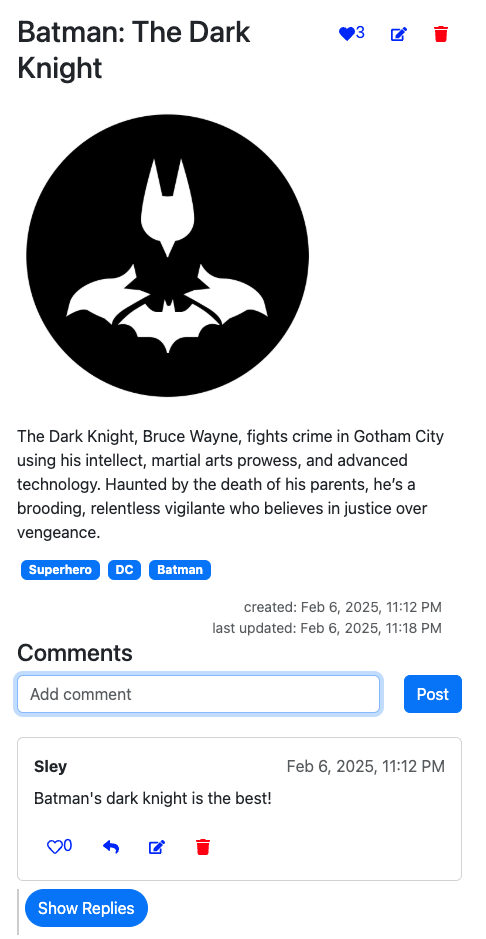 Batman: The Dark
Knight
3
The Dark Knight, Bruce Wayne, fights crime in Gotham City
using his intellect, martial arts prowess, and advanced
technology. Haunted by the death of his parents, he’s a
brooding, relentless vigilante who believes in justice over
vengeance.
Superhero DC Batman
created: Feb 6, 2025, 11:12 PM
last updated: Feb 6, 2025, 11:18 PM
Comments
Add comment Post
Sley Feb 6, 2025, 11:12 PM
Batman's dark knight is the best!
0
Show Replies